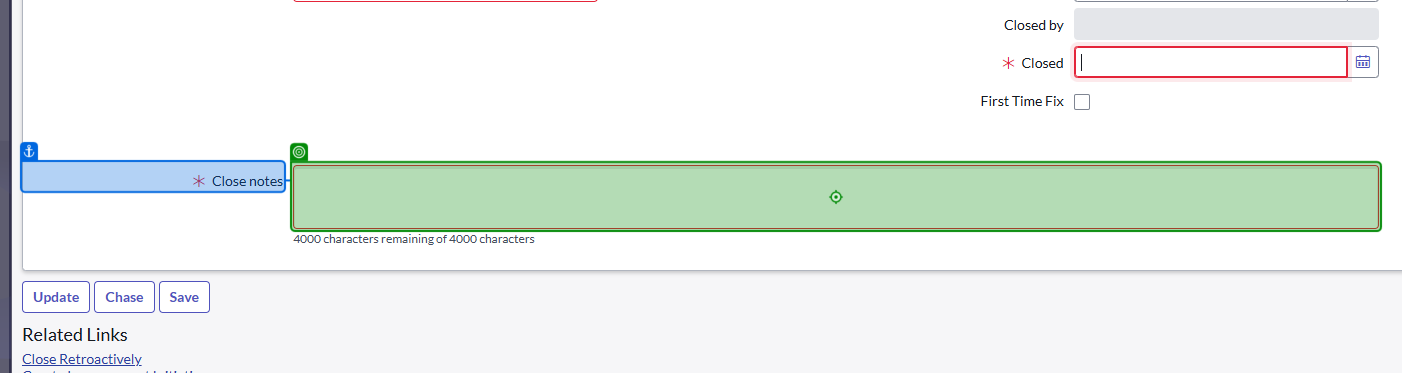 Closed by
* Closed
First Time Fix
* Close notes
4000 characters remaining of 4000 characters
Update
Chase
Save
Related Links
Close Retroactively